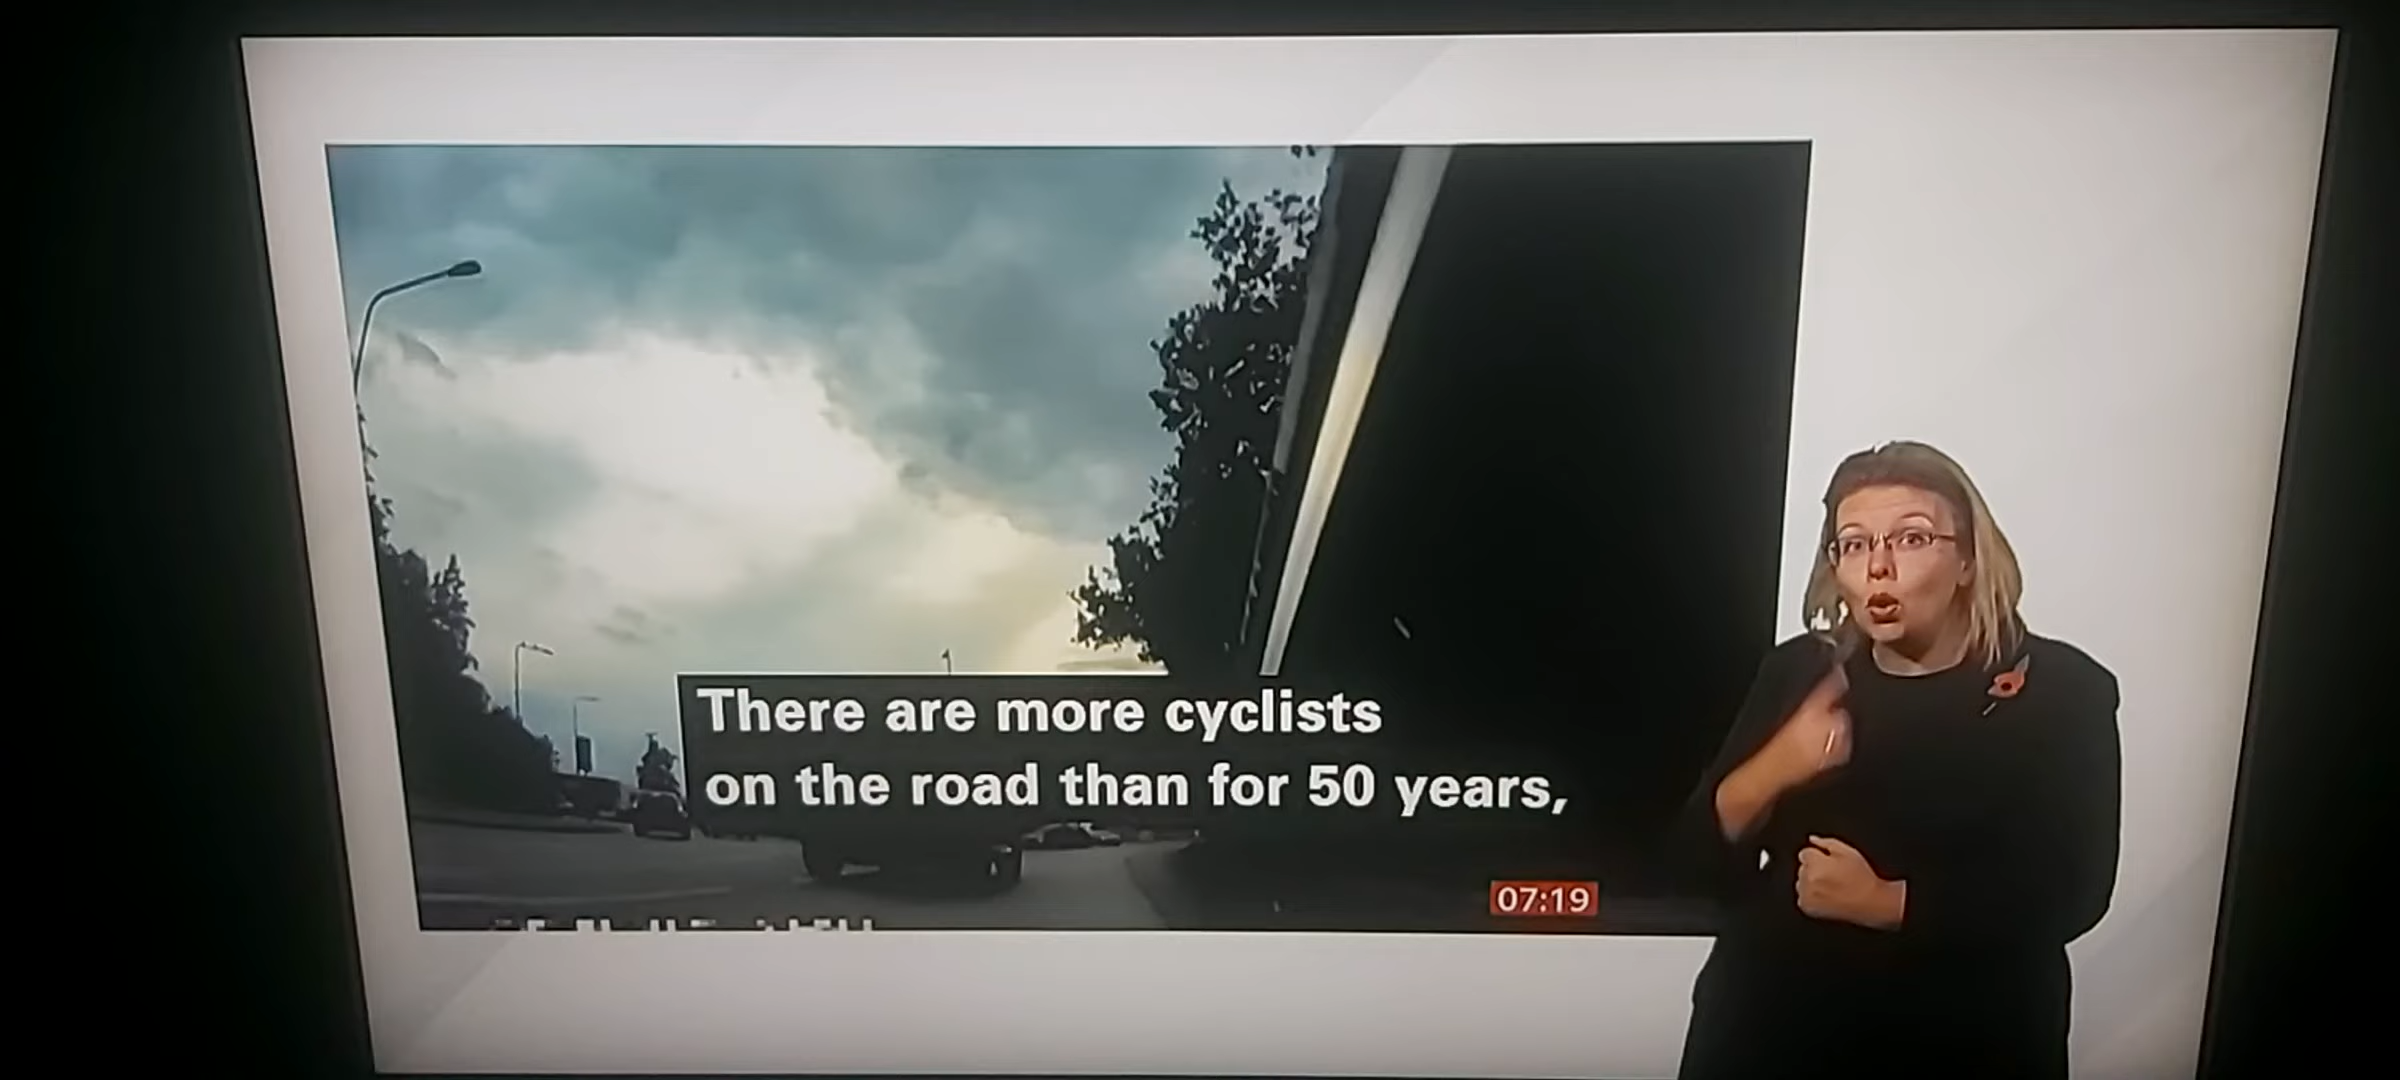 There are more cyclists
on the road than for 50 years,
07:19